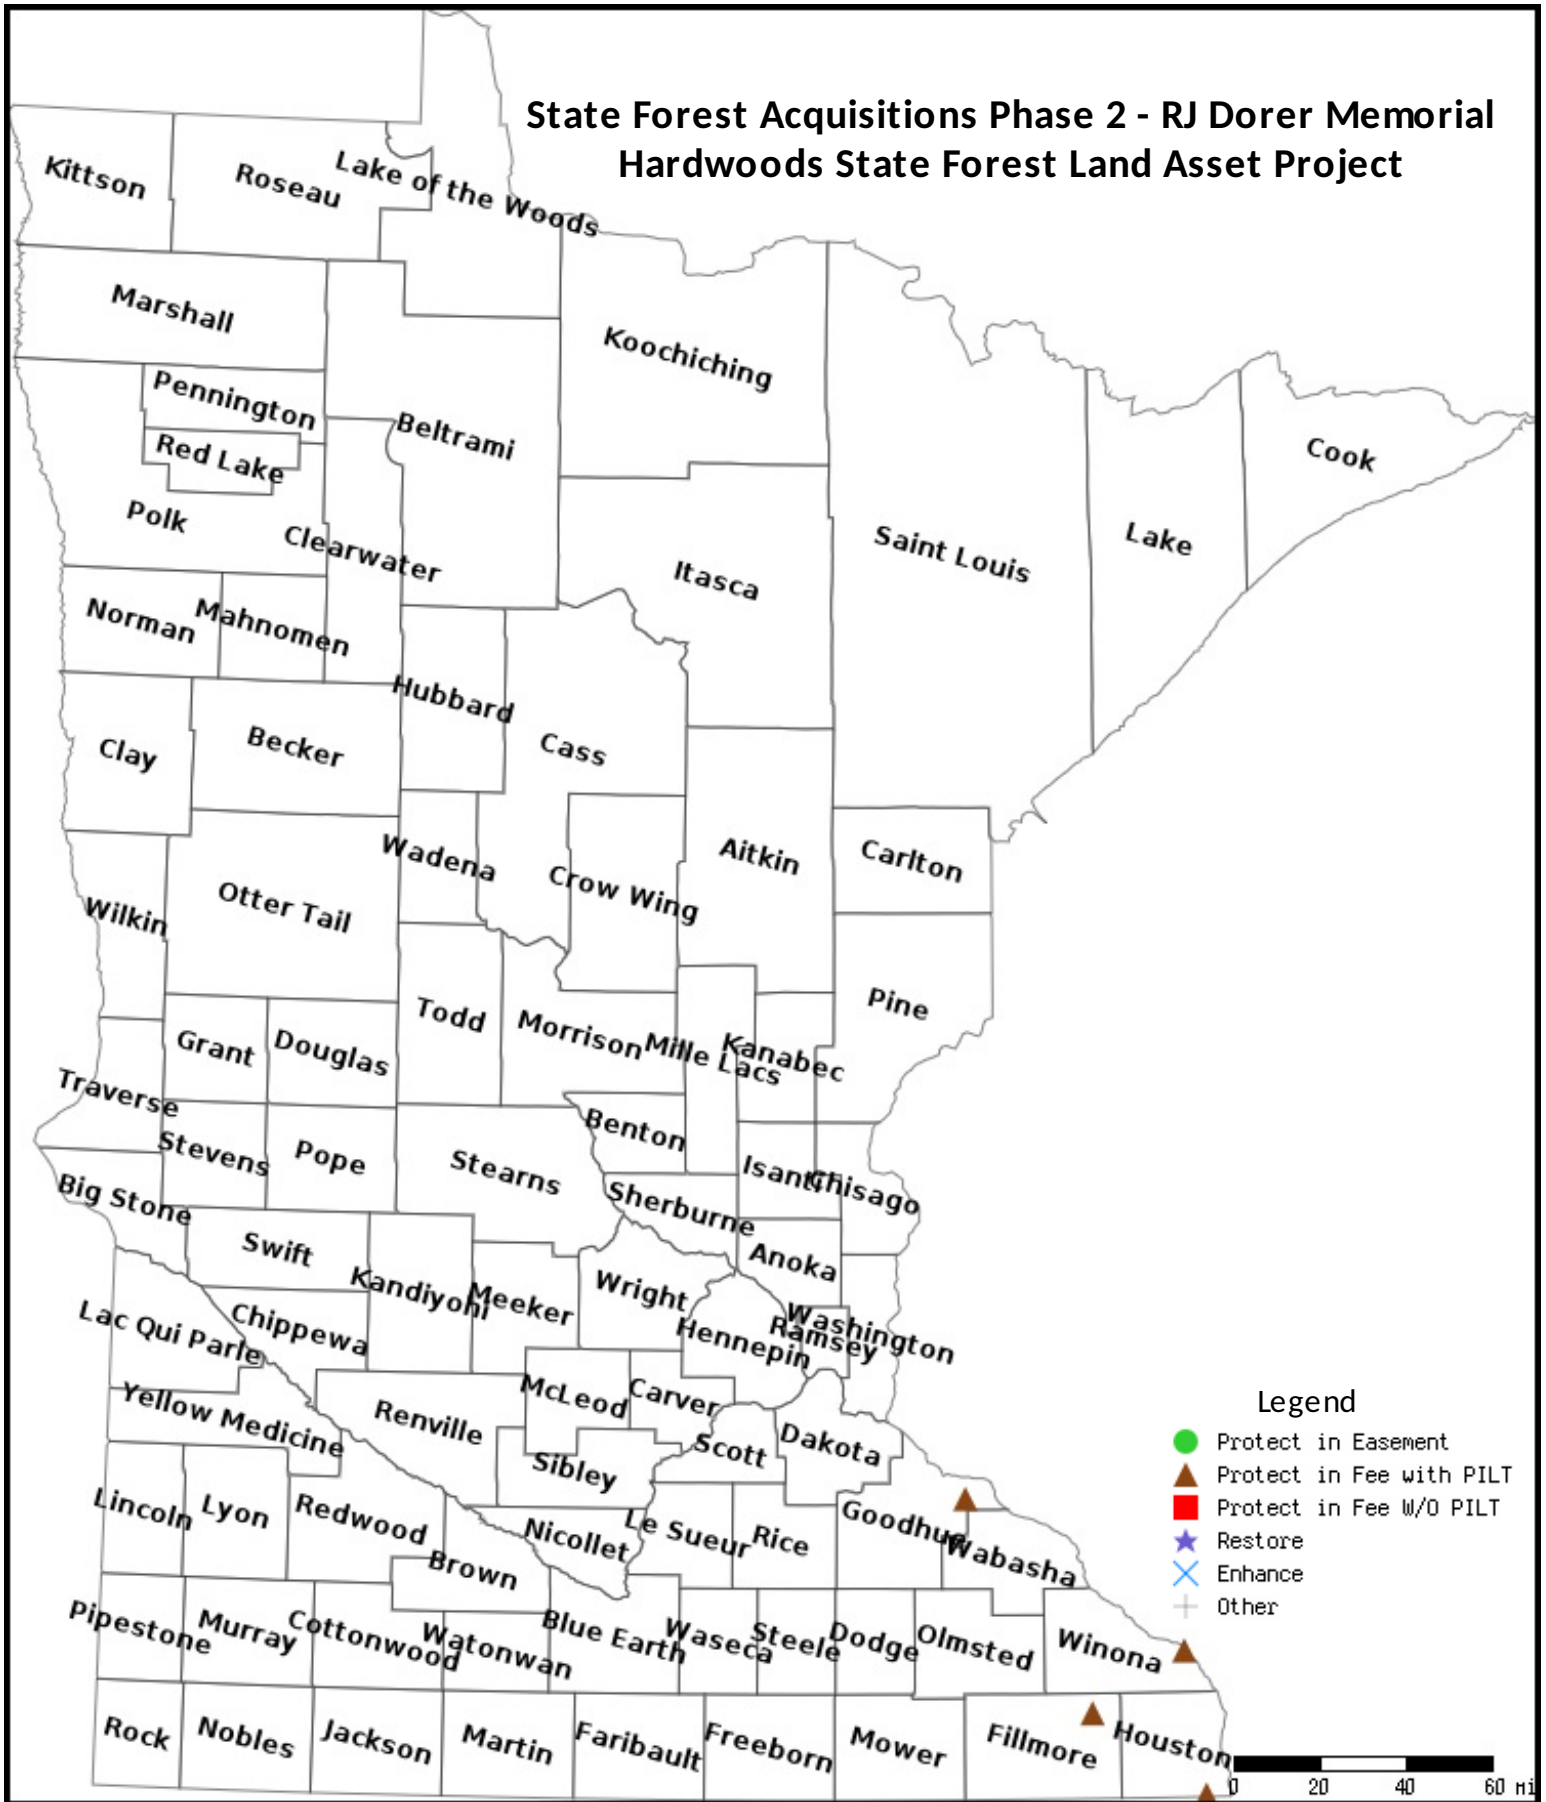 State Forest Acquisitions Phase 2 - RJ Dorer Memorial
Hardwoods State Forest Land Asset Project
Kittson
Roseau
Lake of the Woods
Marshall
Koochiching
Pennington
Beltrami
Red Lake
Cook
Polk
Clearwater
Saint Louis
Lake
Itasca
Norman
Mahnomen
Hubbard
Clay
Becker
Cass
Wadena
Aitkin
Carlton
Otter Tail
Crow Wing
Wilkin
Todd
Pine
Grant
Douglas
Morrison
Mille Lacs
Kanabec
Traverse
Stevens
Pope
Stearns
Benton
Isanti
Chisago
Big Stone
Sherburne
Swift
Anoka
Kandiyohi
Meeker
Wright
Lac Qui Parle
Chippewa
Hennepin
Ramsey
Washington
Yellow Medicine
Renville
McLeod
Carver
Scott
Dakota
Sibley
Lincoln
Lyon
Redwood
Nicollet
Le Sueur
Rice
Goodhue
Wabasha
Brown
Pipestone
Murray
Cottonwood
Watonwan
Blue Earth
Waseca
Steele
Dodge
Olmsted
Winona
Rock
Nobles
Jackson
Martin
Faribault
Freeborn
Mower
Fillmore
Houston
Legend
Protect in Easement
Protect in Fee with PILT
Protect in Fee W/O PILT
Restore
Enhance
Other
0 20 40 60 mi